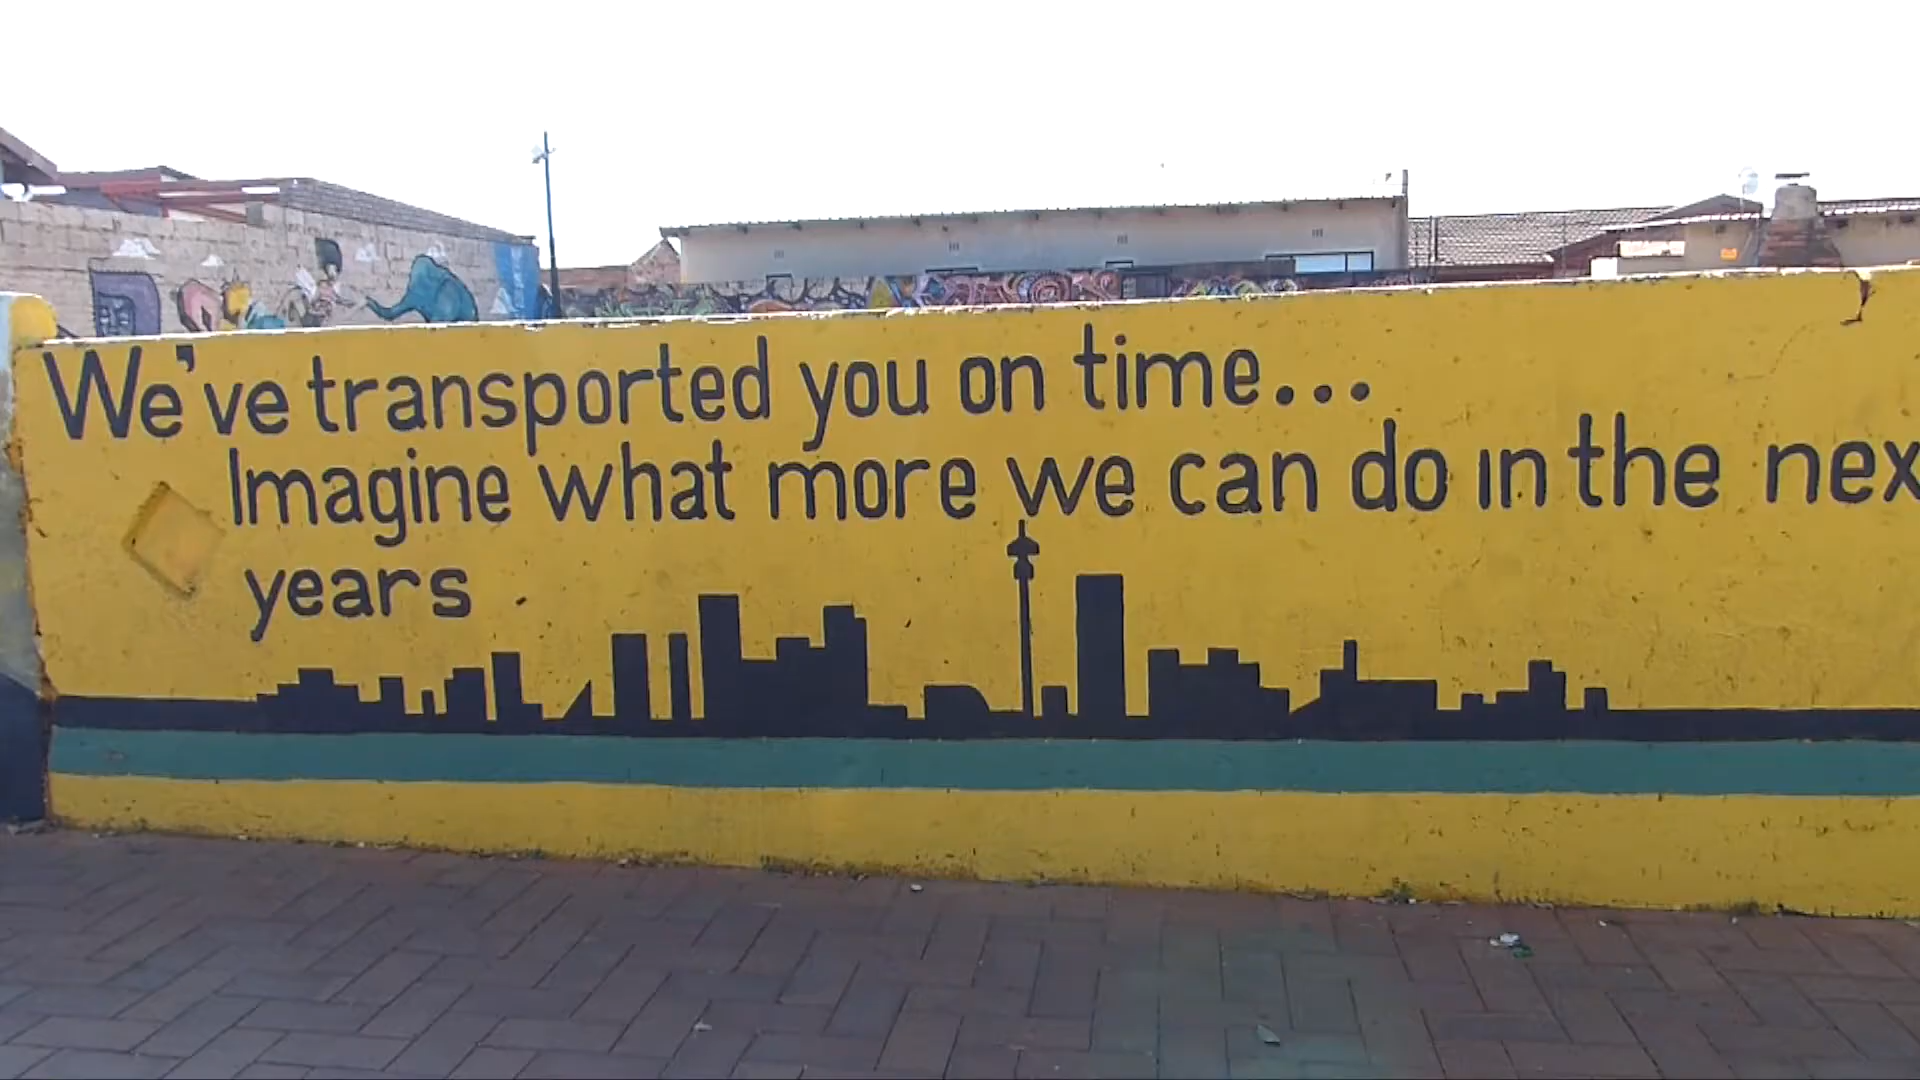 We've transported you on time...
Imagine what more we can do in the nex
years